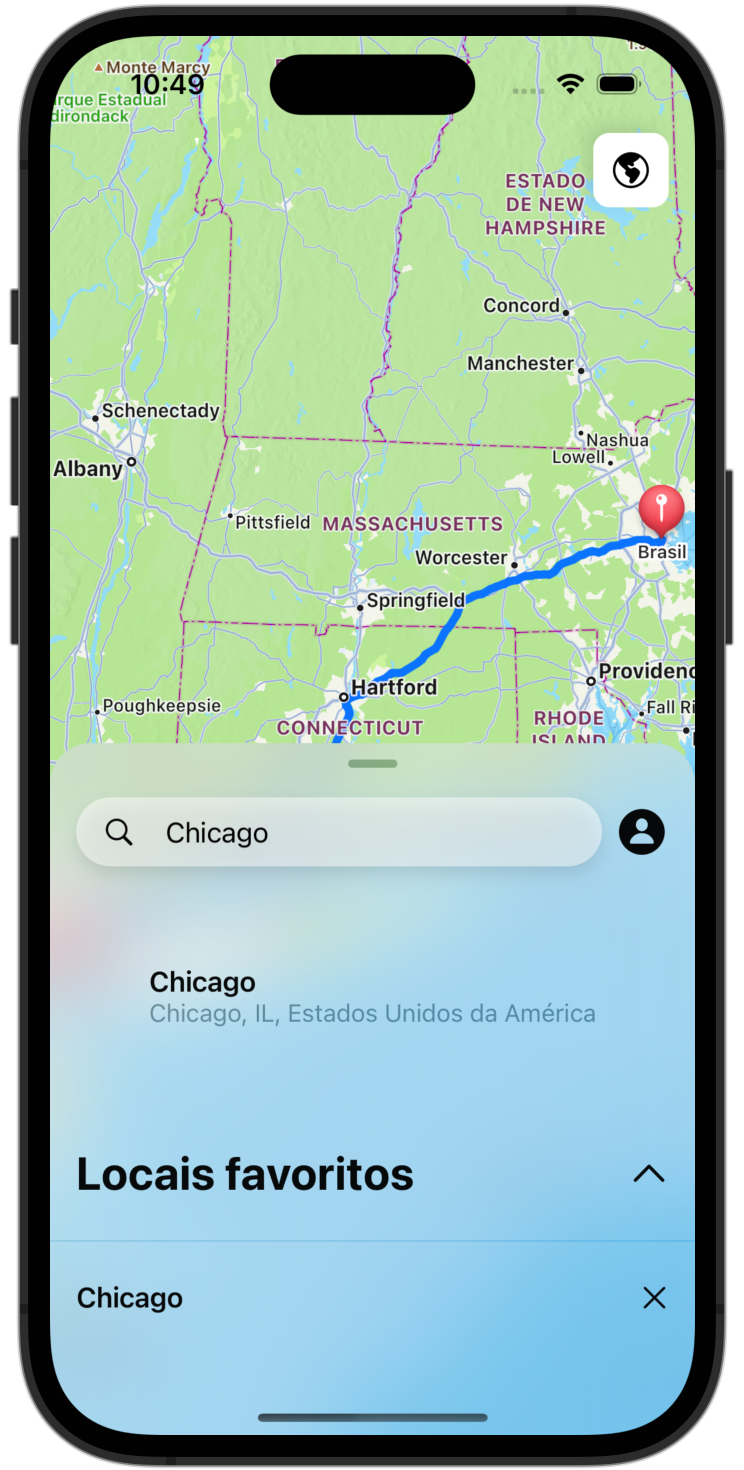 Monte Marcy
10:49
rque Estadual
dirondack
ESTADO
DE NEW
HAMPSHIRE
Concord
Manchester
Schenectady
Nashua
Lowell
Albany
Pittsfield
MASSACHUSETTS
Worcester
Brasil
Springfield
Providenc
Hartford
Poughkeepsie
Fall Ri
CONNECTICUT
RHODE
ISLAND
Chicago
Chicago
Chicago, IL, Estados Unidos da América
Locais favoritos
Chicago